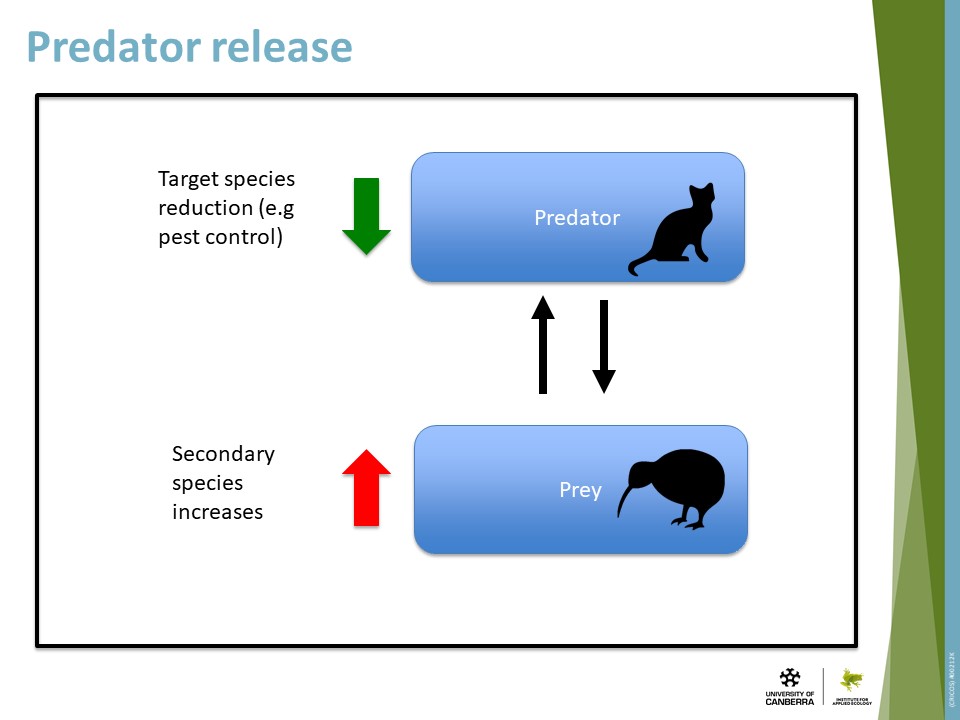 Predator release
Target species
reduction (e.g
pest control)
Predator
Secondary
species
increases
Prey
UNIVERSITY OF
CANBERRA
INSTITUTE FOR
APPLIED ECOLOGY